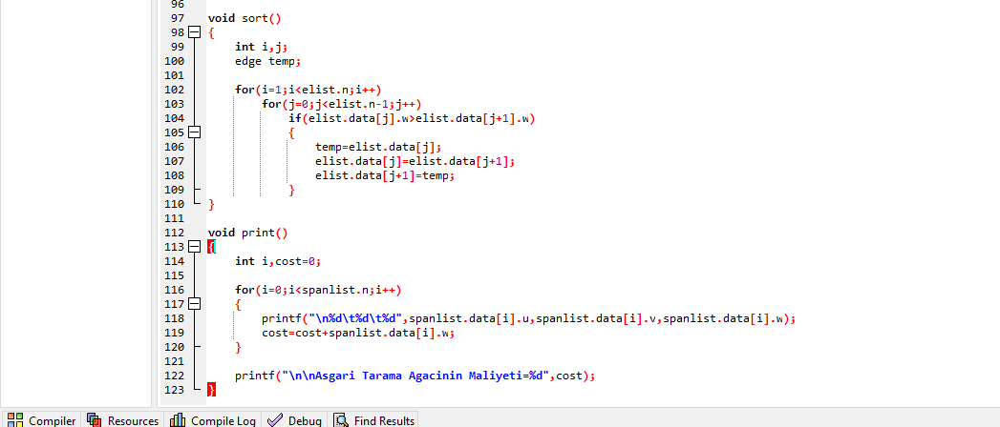 96
97 void sort()
98 {
99 int i,j;
100 edge temp;
101
102 for(i=1;i<elist.n;i++)
103 for(j=0;j<elist.n-1;j++)
104 if(elist.data[j].w>elist.data[j+1].w)
105 {
106 temp=elist.data[j];
107 elist.data[j]=elist.data[j+1];
108 elist.data[j+1]=temp;
109 }
110 }
111
112 void print()
113 {
114 int i,cost=0;
115
116 for(i=0;i<spanlist.n;i++)
117 {
118 printf("\n%d\t%d\t%d",spanlist.data[i].u,spanlist.data[i].v,spanlist.data[i].w);
119 cost=cost+spanlist.data[i].w;
120 }
121
122 printf("\n\nAsgari Tarama Agacinin Maliyeti=%d",cost);
123 }
Compiler Resources Compile Log Debug Find Results